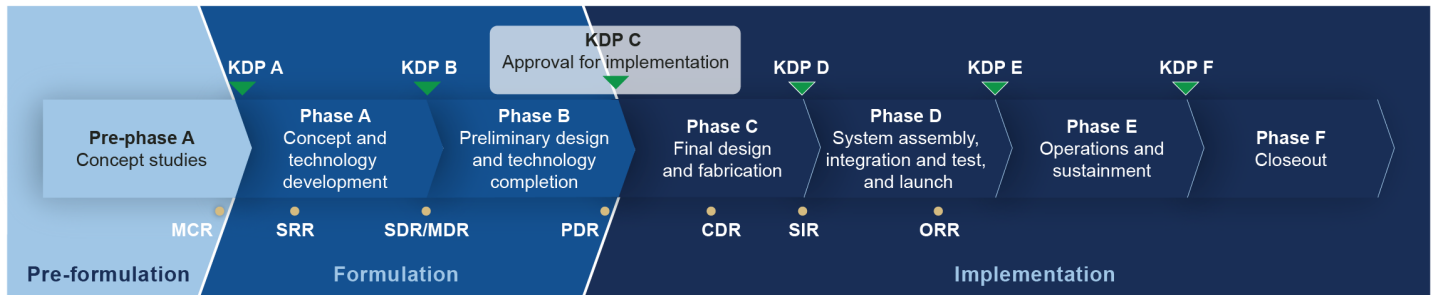 KDP C
Approval for implementation
KDP A
KDP B
KDP D
KDP E
KDP F
Pre-phase A
Concept studies
Phase A
Concept and
technology
development
Phase B
Preliminary design
and technology
completion
Phase C
Final design
and fabrication
Phase D
System assembly,
integration and test,
and launch
Phase E
Operations and
sustainment
Phase F
Closeout
MCR
SRR
SDR/MDR
PDR
CDR
SIR
ORR
Pre-formulation
Formulation
Implementation